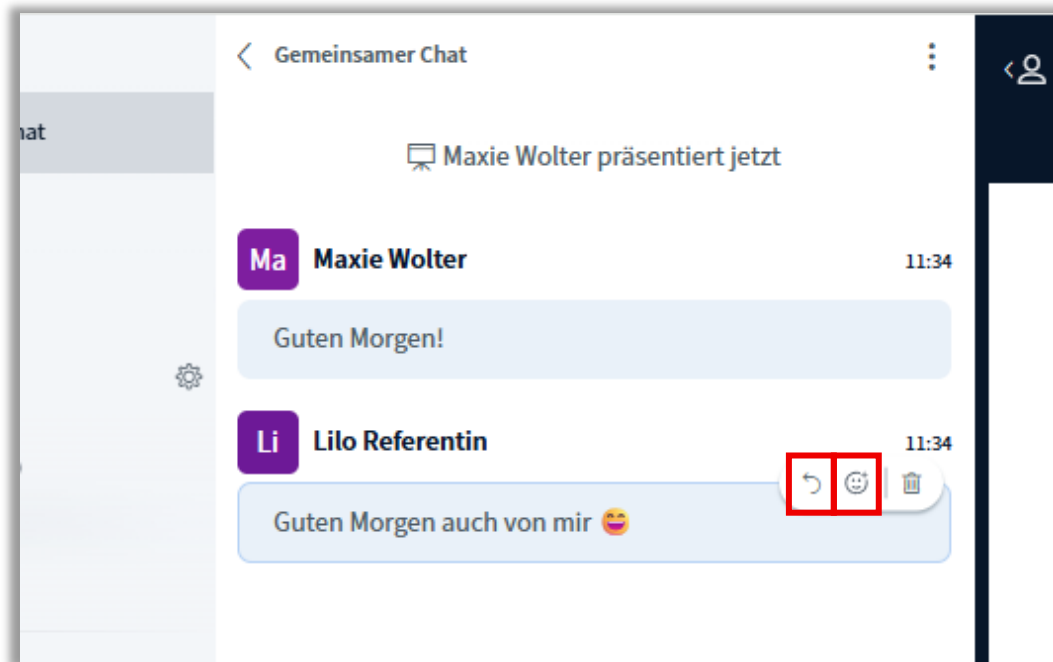 Gemeinsamer Chat
hat
Maxie Wolter präsentiert jetzt
Ma Maxie Wolter 11:34
Guten Morgen!
Li Lilo Referentin 11:34
Guten Morgen auch von mir 😄